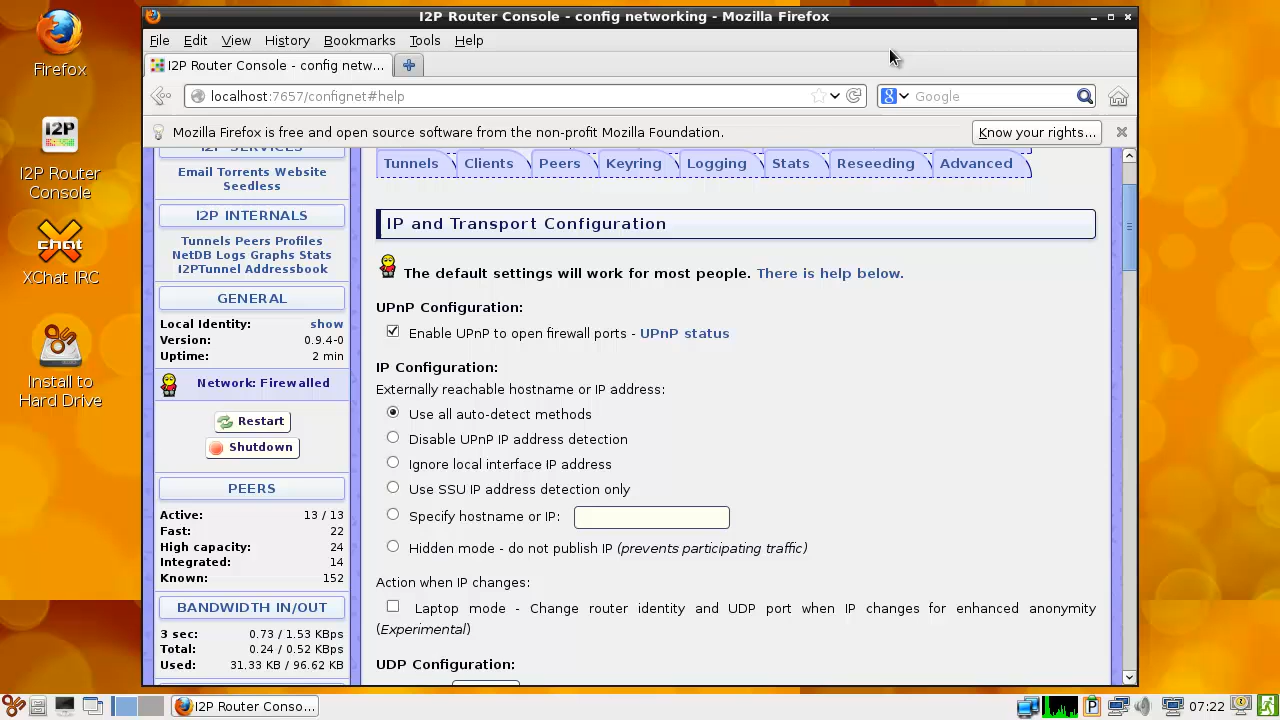 I2P Router Console - config networking - Mozilla Firefox
File Edit View History Bookmarks Tools Help
I2P Router Console - config netw...
localhost:7657/confignet#help
Google
Mozilla Firefox is free and open source software from the non-profit Mozilla Foundation.
Know your rights...
Firefox
I2P
I2P Router
Console
chat
XChat IRC
Install to
Hard Drive
I2P SERVICES
Email Torrents Website
Seedless
I2P INTERNALS
Tunnels Peers Profiles
NetDB Logs Graphs Stats
I2PTunnel Addressbook
GENERAL
Local Identity: show
Version: 0.9.4-0
Uptime: 2 min
Network: Firewalled
Restart
Shutdown
PEERS
Active: 13 / 13
Fast: 22
High capacity: 24
Integrated: 14
Known: 152
BANDWIDTH IN/OUT
3 sec: 0.73 / 1.53 KBps
Total: 0.24 / 0.52 KBps
Used: 31.33 KB / 96.62 KB
Tunnels Clients Peers Keyring Logging Stats Reseeding Advanced
IP and Transport Configuration
The default settings will work for most people. There is help below.
UPnP Configuration:
Enable UPnP to open firewall ports - UPnP status
IP Configuration:
Externally reachable hostname or IP address:
Use all auto-detect methods
Disable UPnP IP address detection
Ignore local interface IP address
Use SSU IP address detection only
Specify hostname or IP:
Hidden mode - do not publish IP (prevents participating traffic)
Action when IP changes:
Laptop mode - Change router identity and UDP port when IP changes for enhanced anonymity
(Experimental)
UDP Configuration:
I2P Router Conso...
07:22